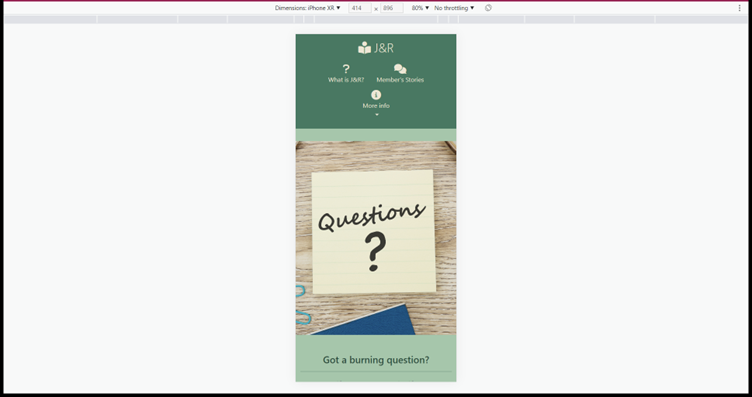 Dimensions: iPhone XR ▼ 414 × 896 80% ▼ No throttling ▼
J&R
? 
What is J&R? Member's Stories
More info
Questions
?
Got a burning question?